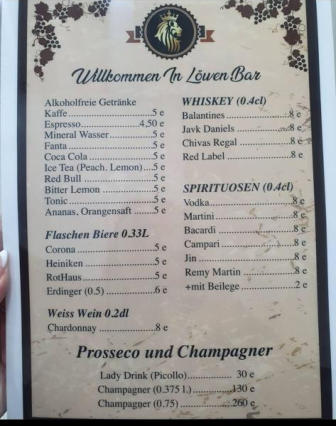 Willkommen In Löwen Bar
Alkoholfreie Getränke
Kaffe 5 e
Espresso 4,50 e
Mineral Wasser 5 e
Fanta 5 e
Coca Cola 5 e
Ice Tea (Peach, Lemon) 5 e
Red Bull 5 e
Bitter Lemon 5 e
Tonic 5 e
Ananas, Orangensaft 5 e
Flaschen Biere 0.33L
Corona 5 e
Heiniken 5 e
RotHaus 5 e
Erdinger (0.5) 6 e
Weiss Wein 0.2dl
Chardonnay 8 e
WHISKEY (0.4cl)
Balantines 8 e
Javk Daniels 8 e
Chivas Regal 8 e
Red Label 8 e
SPIRITUOSEN (0.4cl)
Vodka 8 e
Martini 8 e
Bacardi 8 e
Campari 8 e
Jin 8 e
Remy Martin 8 e
+mit Beilege 2 e
Prosseco und Champagner
Lady Drink (Picollo) 30 e
Champagner (0.375 l.) 130 e
Champagner (0.75) 260 e